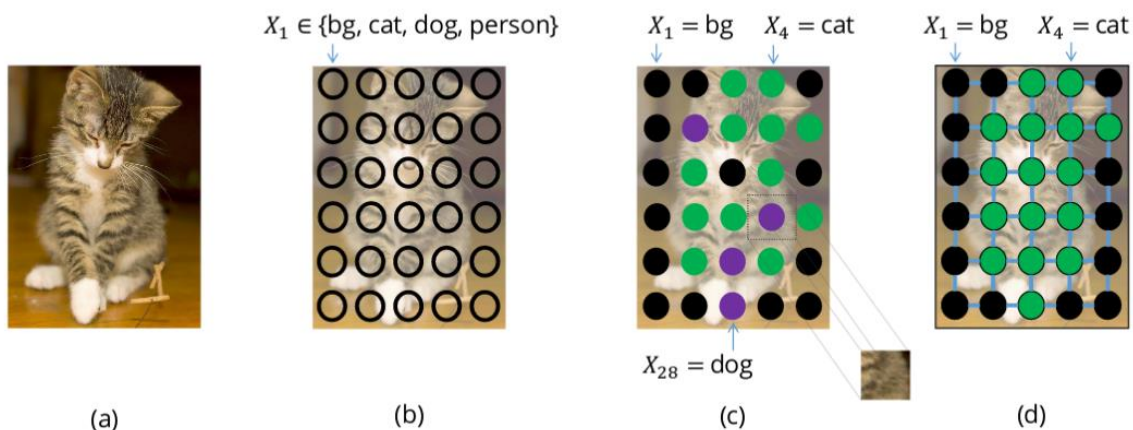 X₁ ∈ {bg, cat, dog, person}
X₁ = bg
X₄ = cat
X₁ = bg
X₄ = cat
X₂₈ = dog
(a)
(b)
(c)
(d)